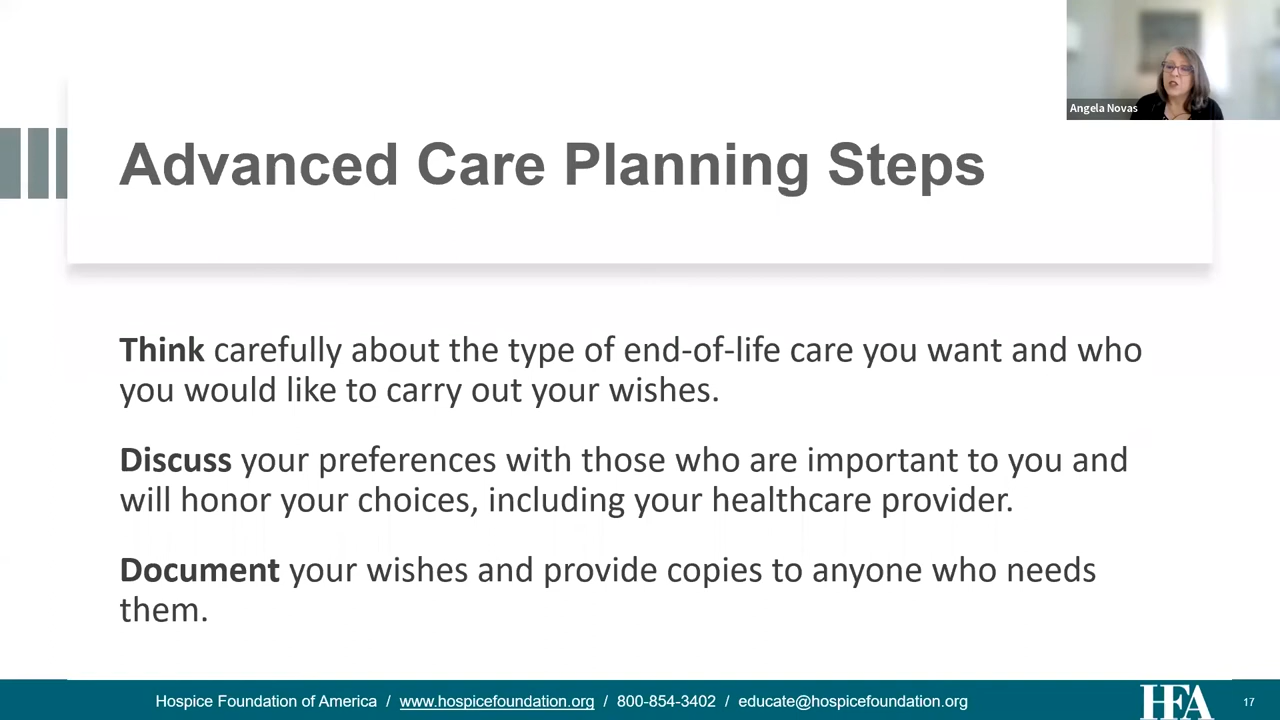 Angela Novas
Advanced Care Planning Steps
Think carefully about the type of end-of-life care you want and who
you would like to carry out your wishes.
Discuss your preferences with those who are important to you and
will honor your choices, including your healthcare provider.
Document your wishes and provide copies to anyone who needs
them.
Hospice Foundation of America / www.hospicefoundation.org / 800-854-3402 / educate@hospicefoundation.org
HFA
17